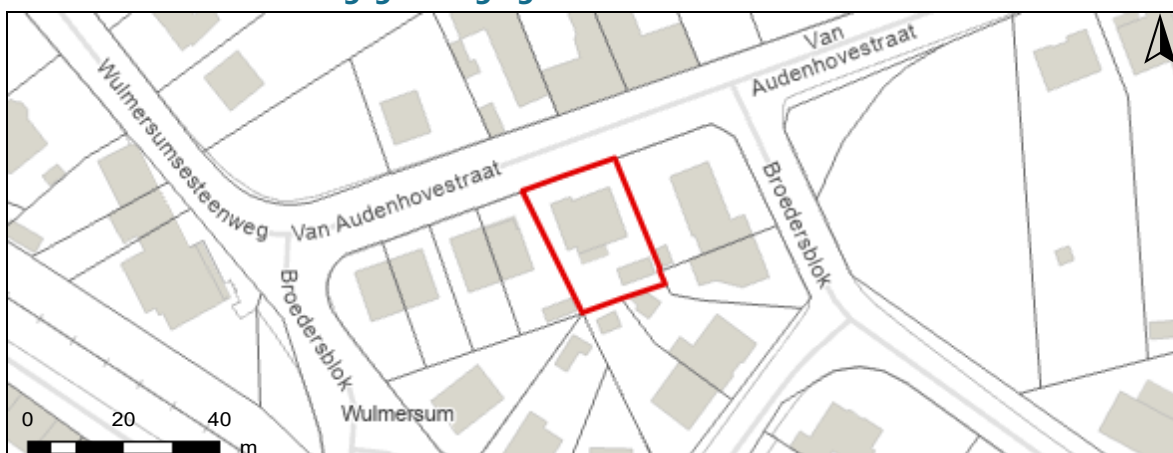 Van
Audenhovestraat
Wulmersumsesteenweg
Van Audenhovestraat
Broedersblok
Broedersblok
Wulmersum
0 20 40
m